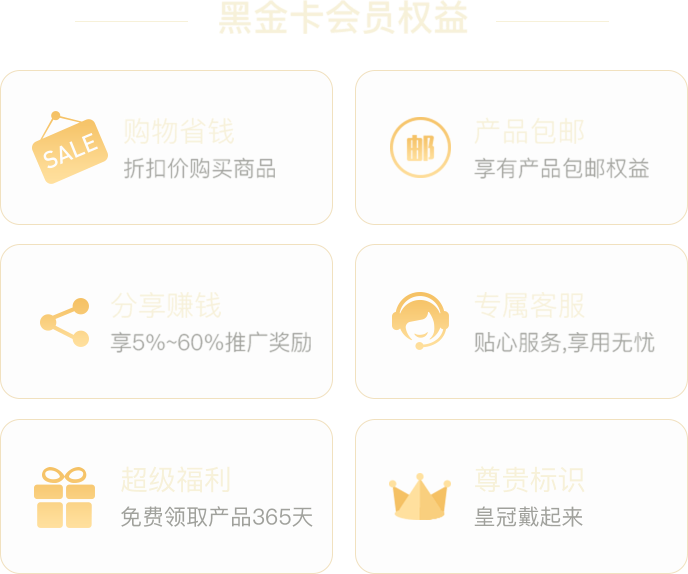 黑金卡会员权益
SALE
购物省钱
折扣价购买商品
邮
产品包邮
享有产品包邮权益
分享赚钱
享5%~60%推广奖励
专属客服
贴心服务,享用无忧
超级福利
免费领取产品365天
尊贵标识
皇冠戴起来